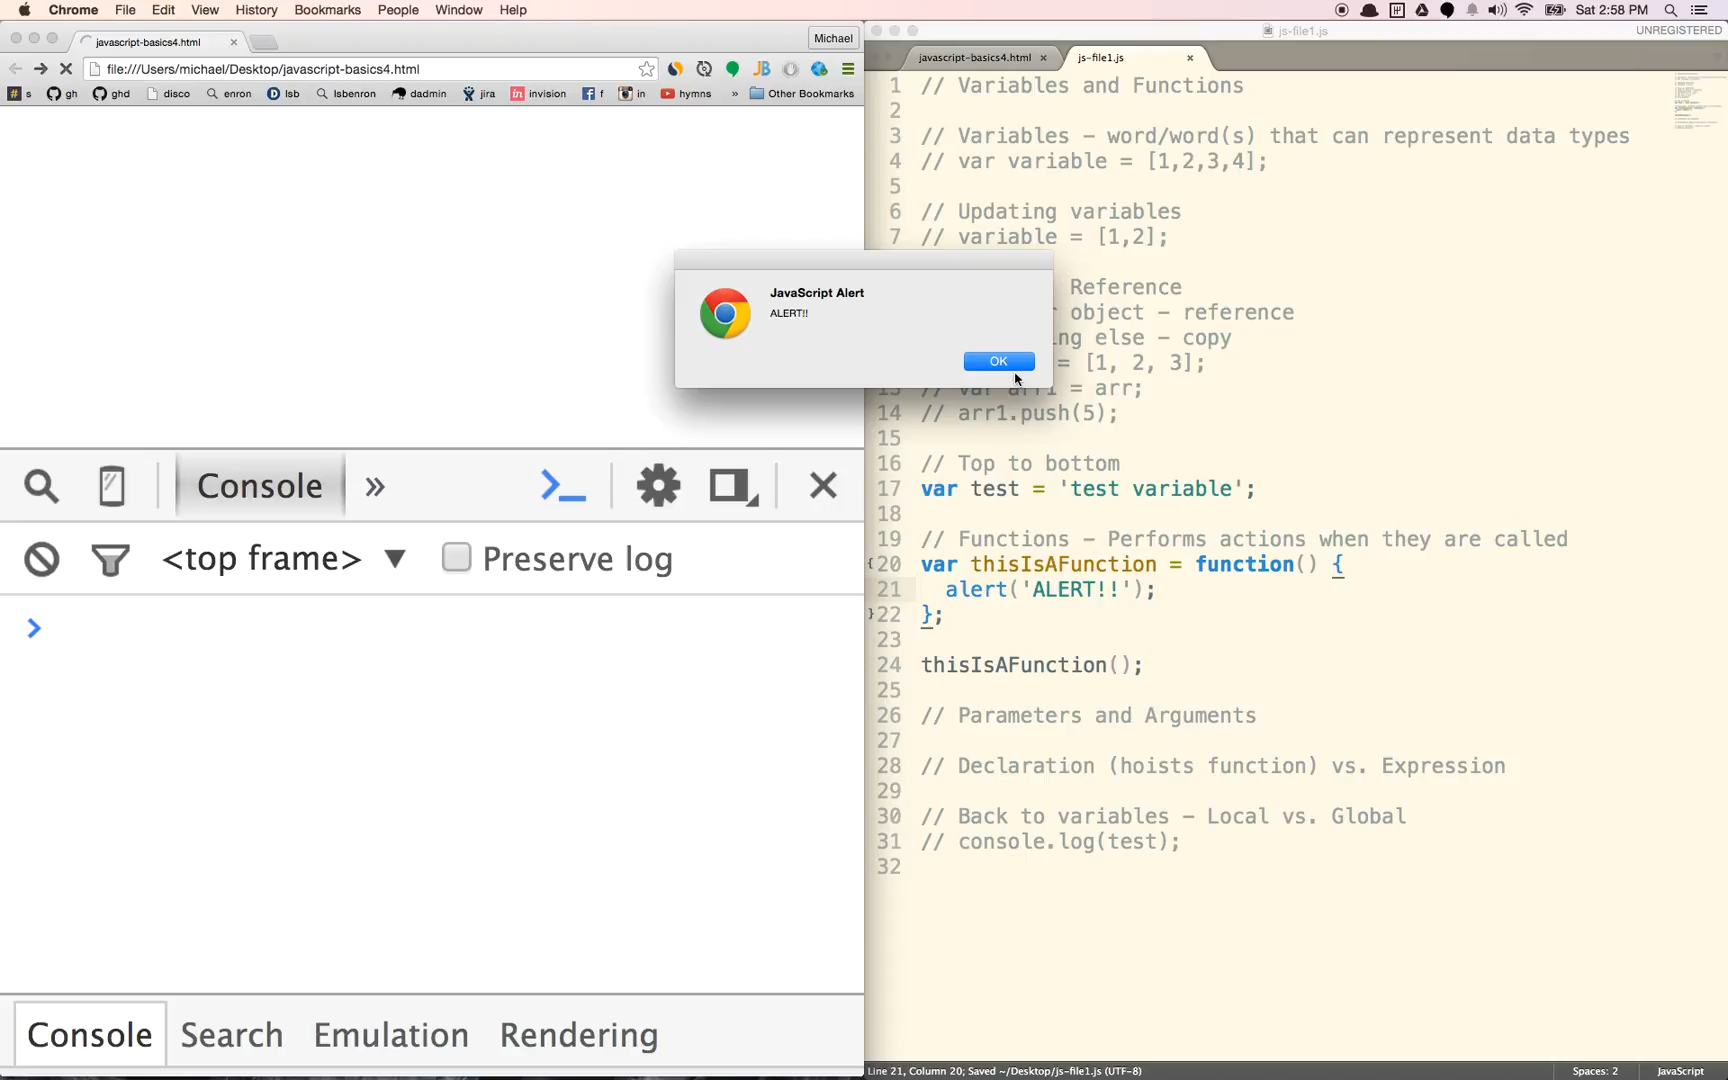 Chrome File Edit View History Bookmarks People Window Help
Sat 2:58 PM
javascript-basics4.html
Michael
file:///Users/michael/Desktop/javascript-basics4.html
s gh ghd disco enron lsb lsbenron dadmin jira invision f in hymns » Other Bookmarks
JavaScript Alert
ALERT!!
OK
Console »
<top frame> ▼ Preserve log
>
Console Search Emulation Rendering
js-file1.js
UNREGISTERED
javascript-basics4.html js-file1.js
1 // Variables and Functions
2
3 // Variables - word/word(s) that can represent data types
4 // var variable = [1,2,3,4];
5
6 // Updating variables
7 // variable = [1,2];
Reference
object - reference
ng else - copy
= [1, 2, 3];
// var arr1 = arr;
14 // arr1.push(5);
15
16 // Top to bottom
17 var test = 'test variable';
18
19 // Functions - Performs actions when they are called
20 var thisIsAFunction = function() {
21 alert('ALERT!!');
22 };
23
24 thisIsAFunction();
25
26 // Parameters and Arguments
27
28 // Declaration (hoists function) vs. Expression
29
30 // Back to variables - Local vs. Global
31 // console.log(test);
32
Line 21, Column 20; Saved ~/Desktop/js-file1.js (UTF-8)
Spaces: 2 JavaScript